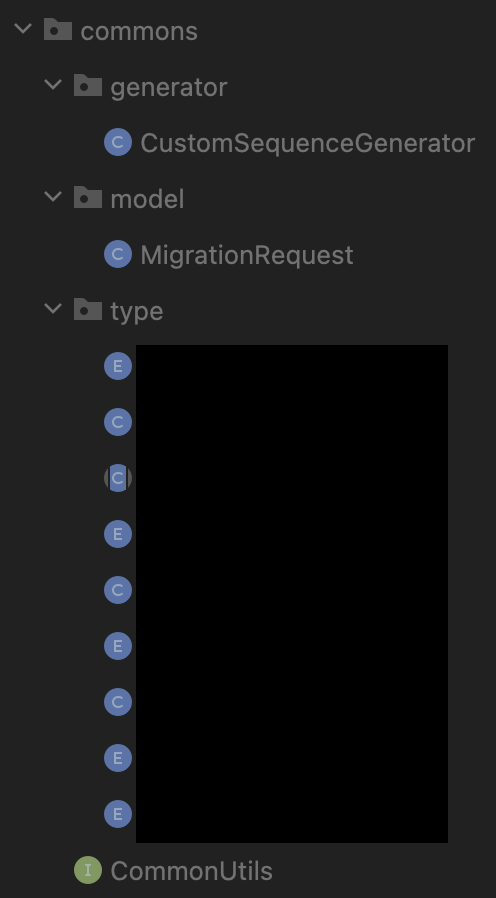 commons
generator
C CustomSequenceGenerator
model
C MigrationRequest
type
E
C
C
E
C
E
C
E
E
I CommonUtils